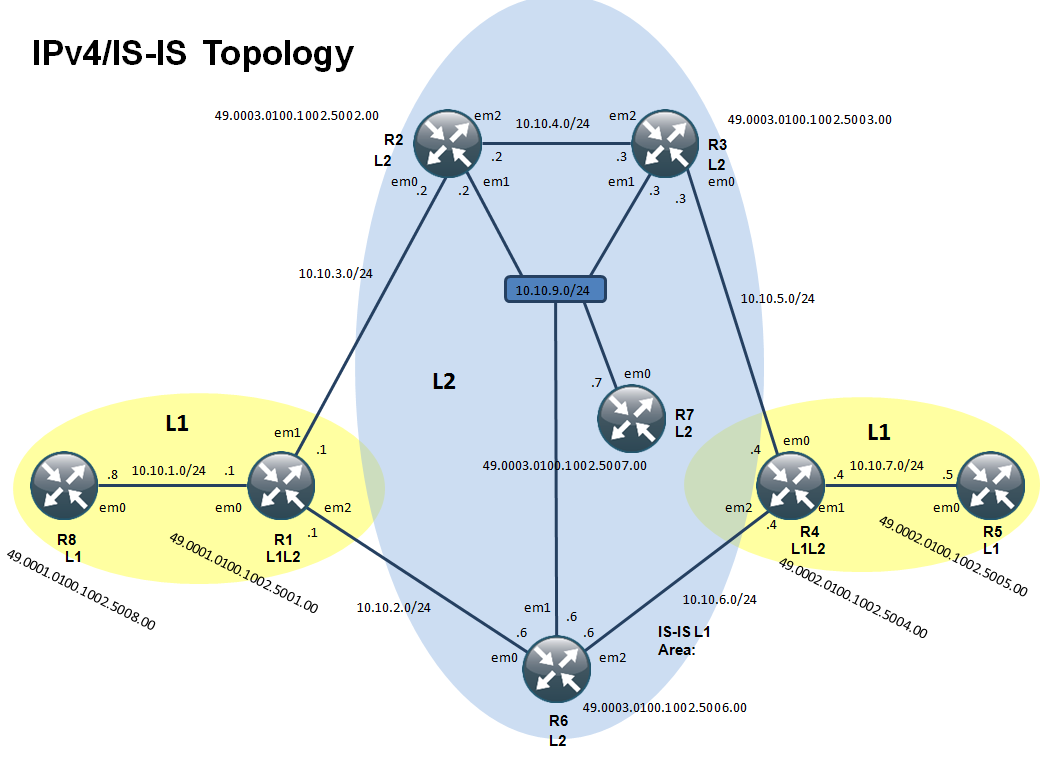 IPv4/IS-IS Topology
49.0003.0100.1002.5002.00
em2
10.10.4.0/24
em2
49.0003.0100.1002.5003.00
R2
L2
.2
.3
R3
L2
em0
.2
.2
em1
em1
.3
.3
em0
10.10.3.0/24
10.10.9.0/24
10.10.5.0/24
L2
.7
em0
R7
L2
49.0003.0100.1002.5007.00
L1
em1
.1
.8
10.10.1.0/24
.1
em0
em0
em2
.1
R8
L1
R1
L1L2
49.0001.0100.1002.5008.00
49.0001.0100.1002.5001.00
L1
em0
.4
.4
10.10.7.0/24
.5
em2
.4
em1
em0
R4
L1L2
R5
L1
49.0002.0100.1002.5005.00
49.0002.0100.1002.5004.00
10.10.2.0/24
10.10.6.0/24
em1
.6
.6
.6
em0
em2
IS-IS L1
Area:
49.0003.0100.1002.5006.00
R6
L2